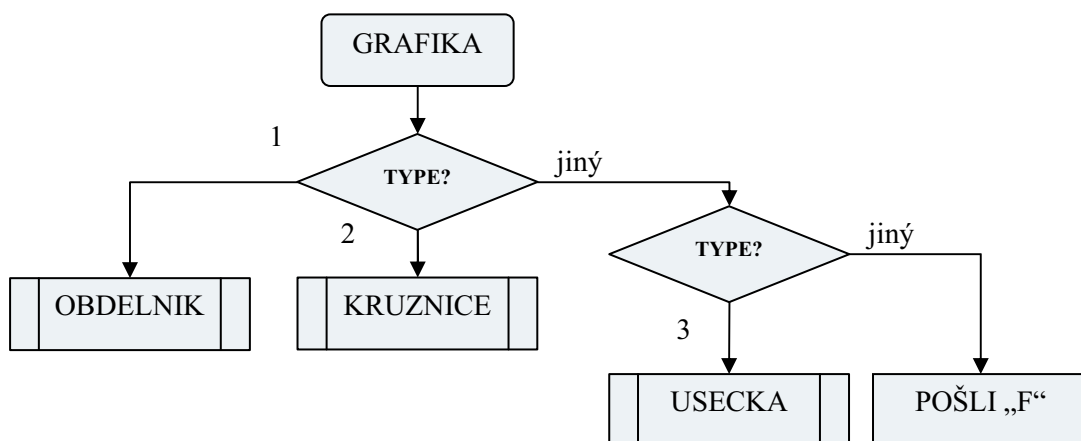 GRAFIKA
1
TYPE?
jiný
2
TYPE?
jiný
OBDELNIK
KRUZNICE
3
USECKA
POŠLI „F“